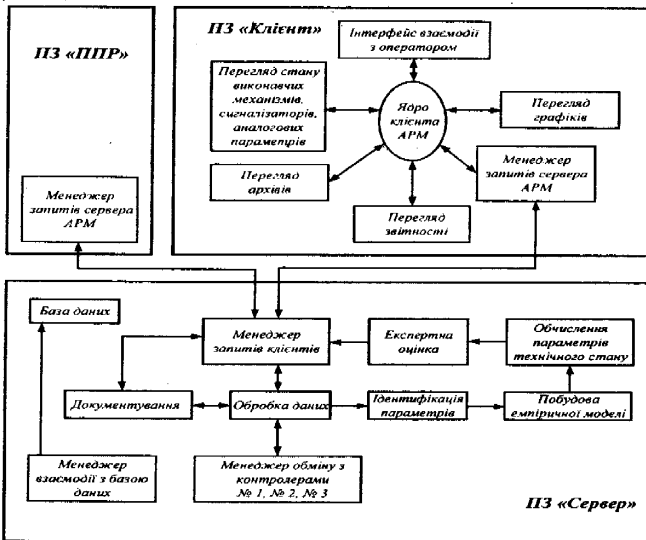 ПЗ «ППР»
Менеджер
запитів сервера
АРМ
ПЗ «Клієнт»
Інтерфейс взаємодії
з оператором
Перегляд стану
виконавчих
механізмів,
сигналізаторів,
аналогових
параметрів
Ядро
клієнта
АРМ
Перегляд
графіків
Перегляд
архівів
Менеджер
запитів сервера
АРМ
Перегляд
звітності
База даних
Менеджер
запитів клієнтів
Експертна
оцінка
Обчислення
параметрів
технічного стану
Документування
Обробка даних
Ідентифікація
параметрів
Побудова
емпіричної моделі
Менеджер
взаємодії з базою
даних
Менеджер обміну з
контролерами
№ 1, № 2, № 3
ПЗ «Сервер»